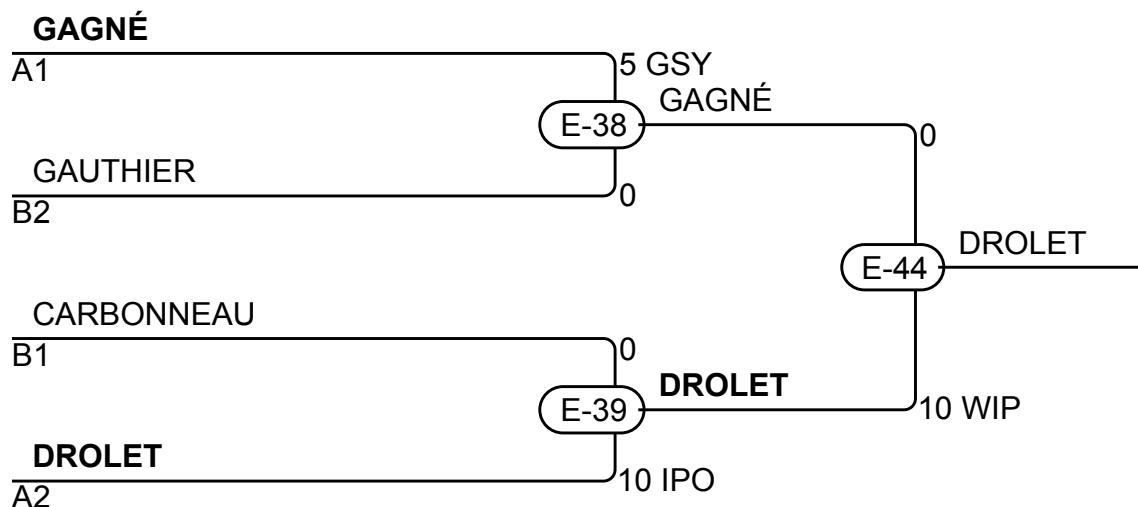 GAGNÉ
A1
5 GSY
GAGNÉ
E-38
0
GAUTHIER
B2
0
DROLET
E-44
CARBONNEAU
B1
0
DROLET
E-39
10 WIP
DROLET
A2
10 IPO